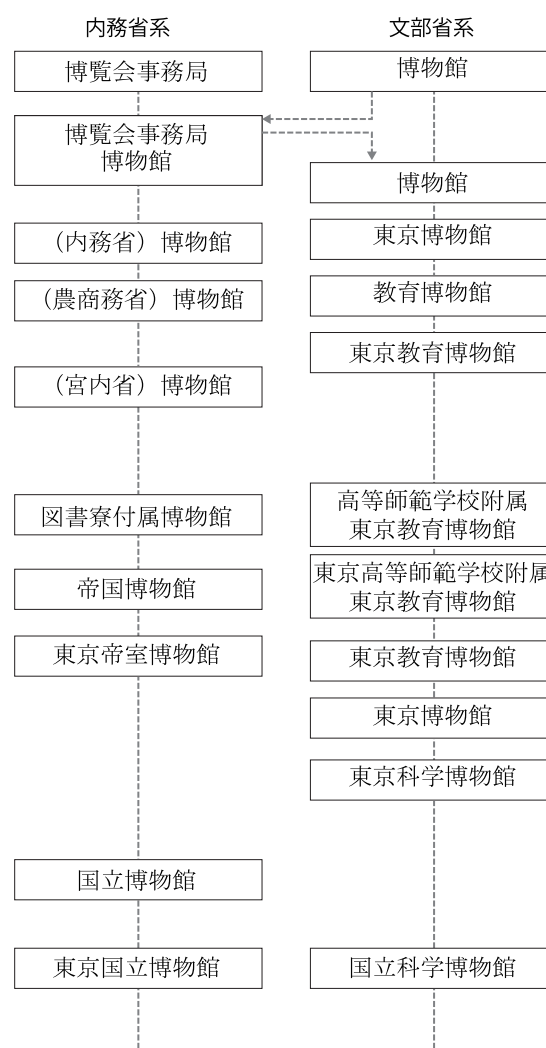 内務省系
博覧会事務局
博覧会事務局
博物館
（内務省）博物館
（農商務省）博物館
（宮内省）博物館
図書寮付属博物館
帝国博物館
東京帝室博物館
国立博物館
東京国立博物館
文部省系
博物館
博物館
東京博物館
教育博物館
東京教育博物館
高等師範学校附属
東京教育博物館
東京高等師範学校附属
東京教育博物館
東京教育博物館
東京博物館
東京科学博物館
国立科学博物館